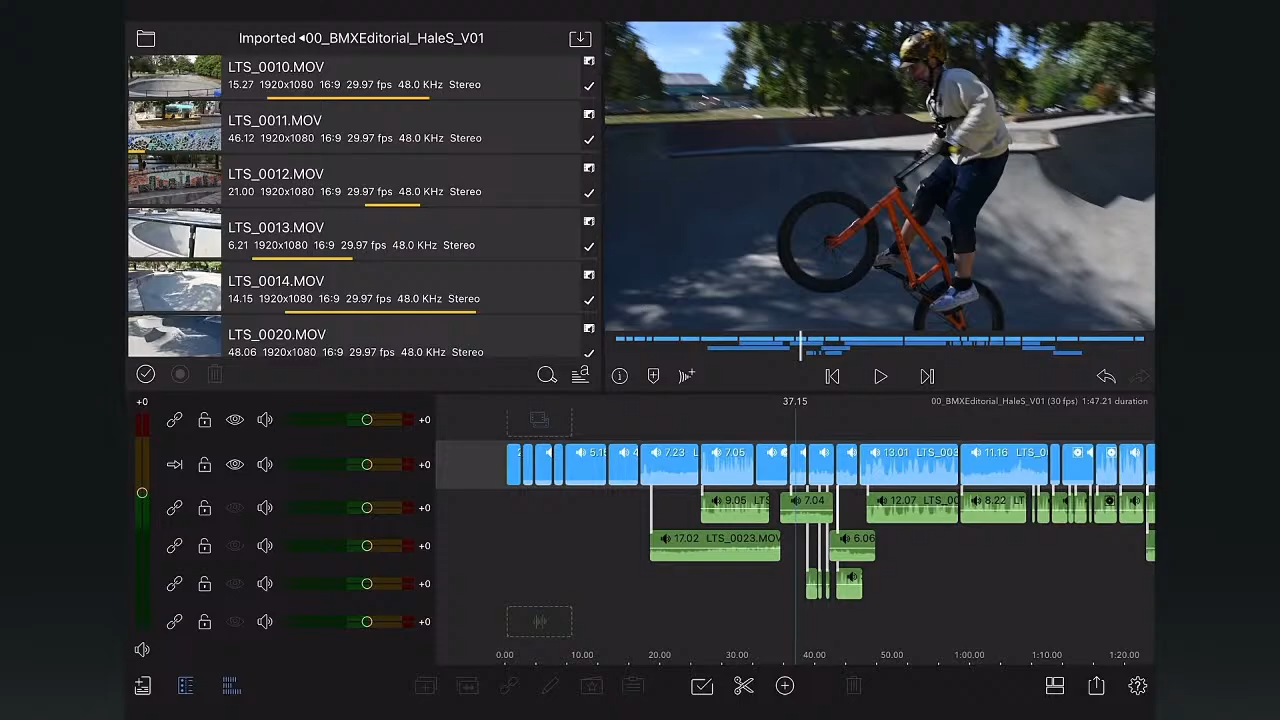 Imported ◂00_BMXEditorial_HaleS_V01
LTS_0010.MOV
15.27 1920x1080 16:9 29.97 fps 48.0 KHz Stereo
LTS_0011.MOV
46.12 1920x1080 16:9 29.97 fps 48.0 KHz Stereo
LTS_0012.MOV
21.00 1920x1080 16:9 29.97 fps 48.0 KHz Stereo
LTS_0013.MOV
6.21 1920x1080 16:9 29.97 fps 48.0 KHz Stereo
LTS_0014.MOV
14.15 1920x1080 16:9 29.97 fps 48.0 KHz Stereo
LTS_0020.MOV
48.06 1920x1080 16:9 29.97 fps 48.0 KHz Stereo
+0
37.15
00_BMXEditorial_HaleS_V01 (30 fps) 1:47.21 duration
+0
+0
5.15 4 7.23 L 7.05 13.01 LTS_003 11.16 LTS_0
+0
9.05 LTS 7.04 12.07 LTS_00 8.22 LT
+0
17.02 LTS_0023.MOV 6.06
+0
+0
0.00 10.00 20.00 30.00 40.00 50.00 1:00.00 1:10.00 1:20.00